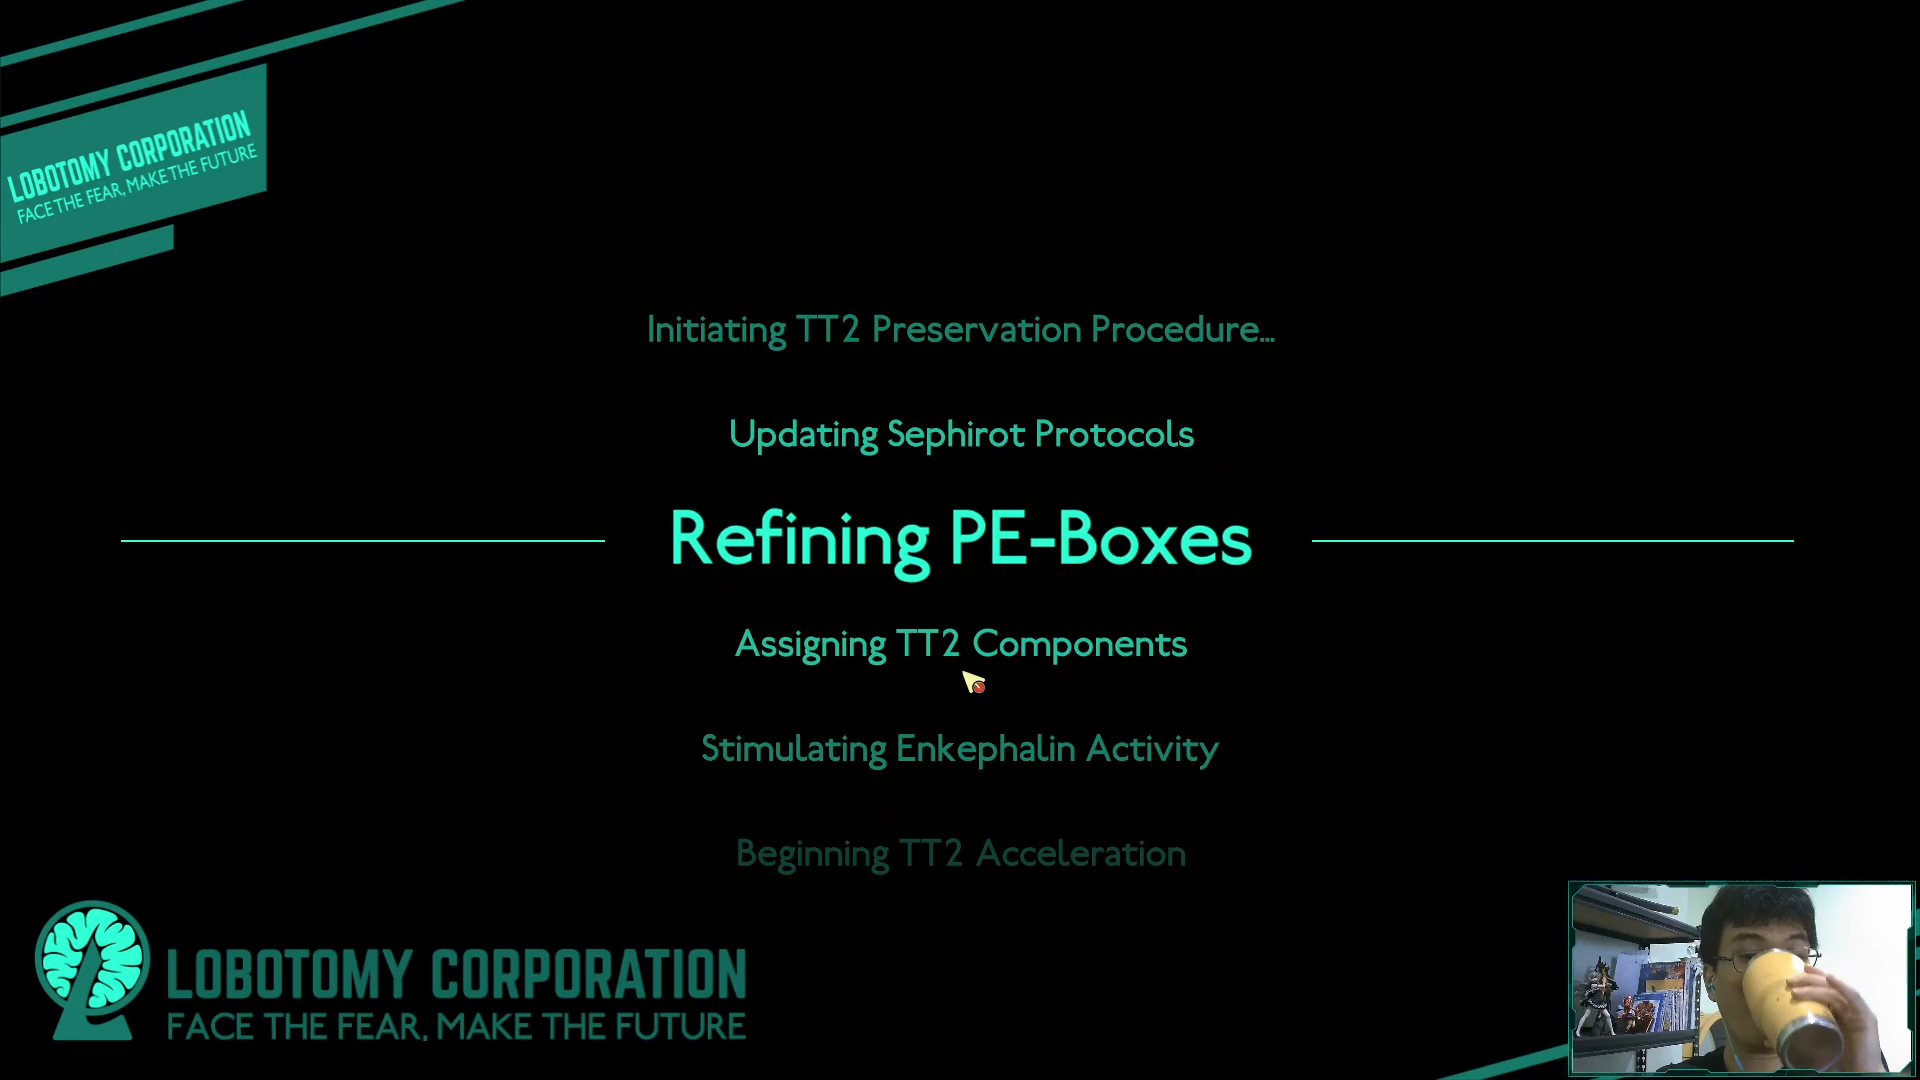 LOBOTOMY CORPORATION
FACE THE FEAR, MAKE THE FUTURE
Initiating TT2 Preservation Procedure...
Updating Sephirot Protocols
Refining PE-Boxes
Assigning TT2 Components
Stimulating Enkephalin Activity
Beginning TT2 Acceleration
LOBOTOMY CORPORATION
FACE THE FEAR, MAKE THE FUTURE